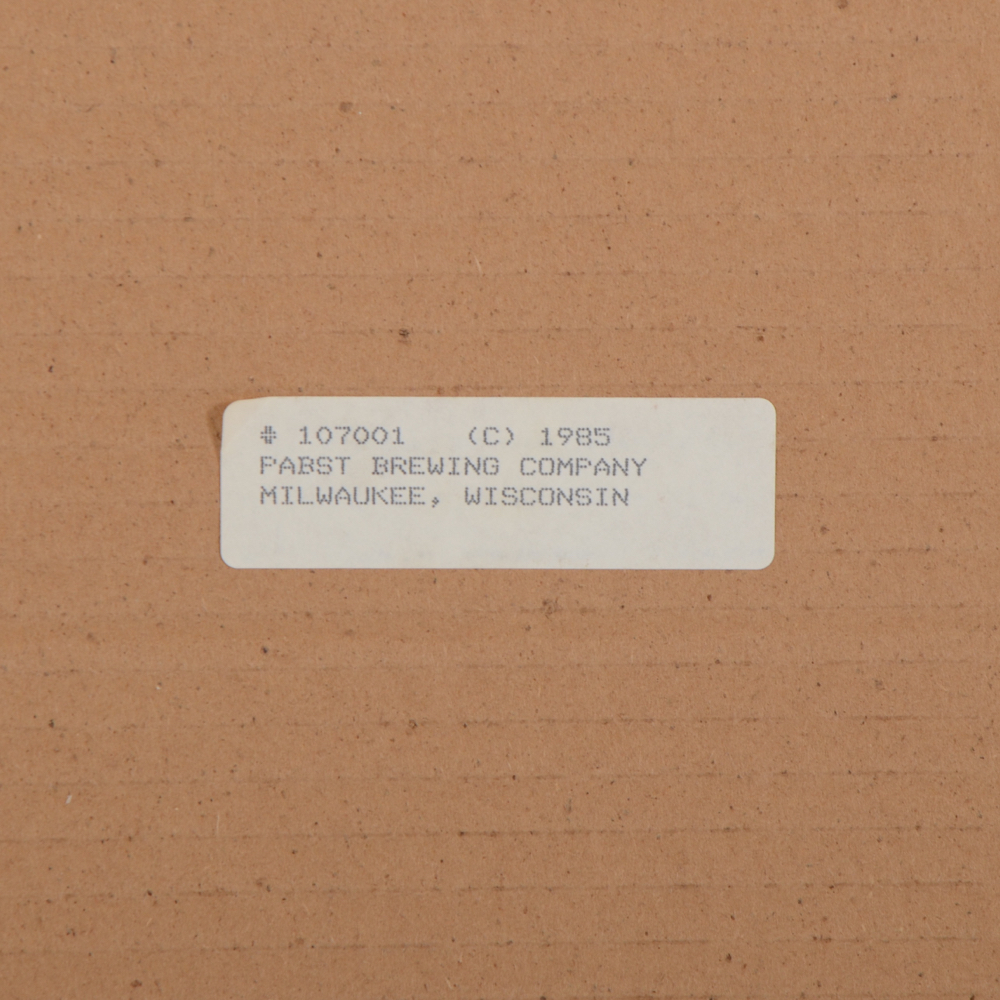 # 107001 (C) 1985
PABST BREWING COMPANY
MILWAUKEE, WISCONSIN